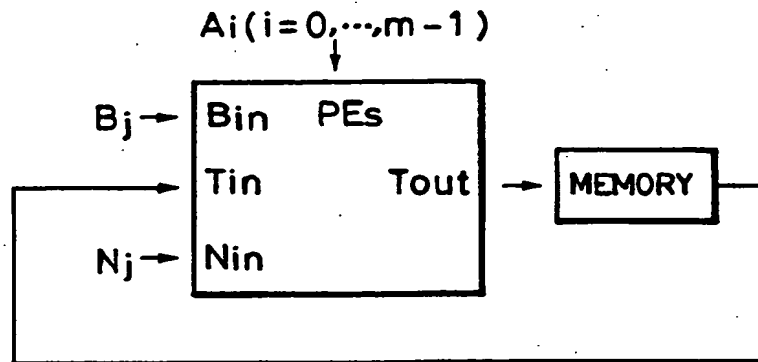 Ai(i=0,···,m-1)
Bj
Bin
PEs
Tin
Tout
MEMORY
Nj
Nin